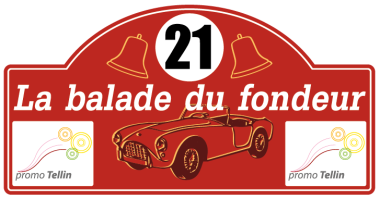 21
La balade du fondeur
promo Tellin
promo Tellin